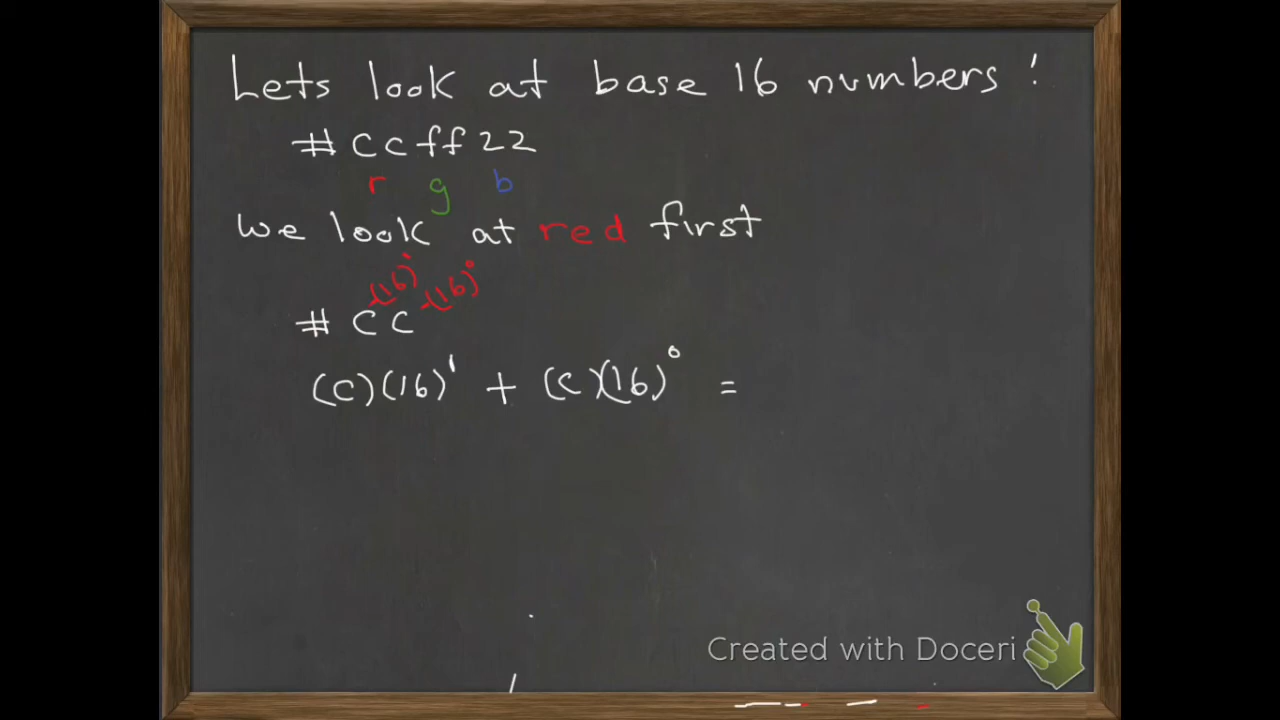 Lets look at base 16 numbers!
#ccff22
r g b
we look at red first
·(16)¹ ·(16)⁰
#cc
(c)(16)¹ + (c)(16)⁰ =
Created with Doceri